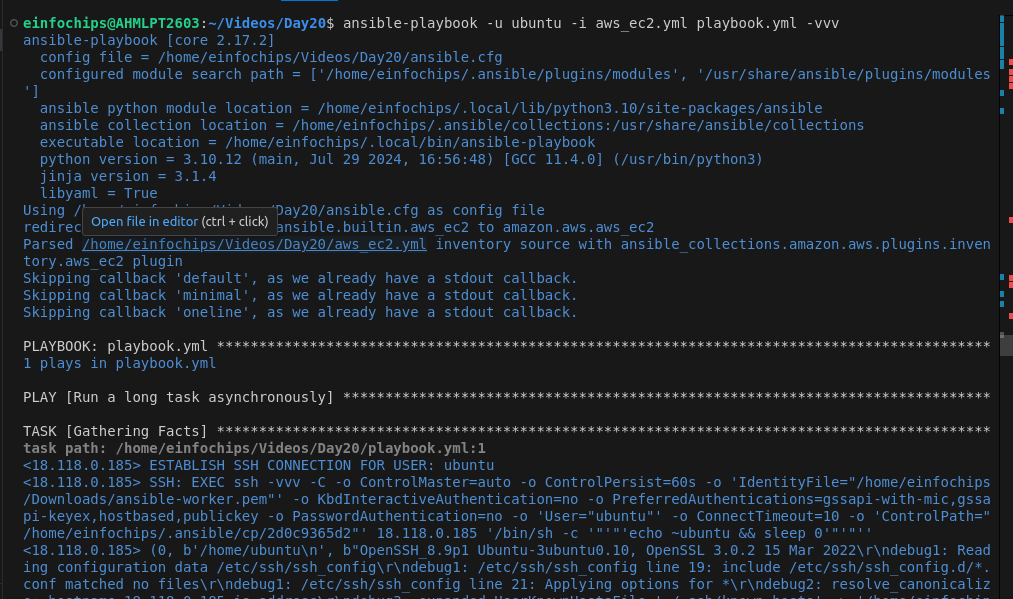 einfochips@AHMLPT2603:~/Videos/Day20$ ansible-playbook -u ubuntu -i aws_ec2.yml playbook.yml -vvv
ansible-playbook [core 2.17.2]
config file = /home/einfochips/Videos/Day20/ansible.cfg
configured module search path = ['/home/einfochips/.ansible/plugins/modules', '/usr/share/ansible/plugins/modules
']
ansible python module location = /home/einfochips/.local/lib/python3.10/site-packages/ansible
ansible collection location = /home/einfochips/.ansible/collections:/usr/share/ansible/collections
executable location = /home/einfochips/.local/bin/ansible-playbook
python version = 3.10.12 (main, Jul 29 2024, 16:56:48) [GCC 11.4.0] (/usr/bin/python3)
jinja version = 3.1.4
libyaml = True
Using /home/einfochips/Videos/Day20/ansible.cfg as config file
Open file in editor (ctrl + click)
redirec ansible.builtin.aws_ec2 to amazon.aws.aws_ec2
Parsed /home/einfochips/Videos/Day20/aws_ec2.yml inventory source with ansible_collections.amazon.aws.plugins.inven
tory.aws_ec2 plugin
Skipping callback 'default', as we already have a stdout callback.
Skipping callback 'minimal', as we already have a stdout callback.
Skipping callback 'oneline', as we already have a stdout callback.
PLAYBOOK: playbook.yml ********************************************************************************************
1 plays in playbook.yml
PLAY [Run a long task asynchronously] *****************************************************************************
TASK [Gathering Facts] ********************************************************************************************
task path: /home/einfochips/Videos/Day20/playbook.yml:1
<18.118.0.185> ESTABLISH SSH CONNECTION FOR USER: ubuntu
<18.118.0.185> SSH: EXEC ssh -vvv -C -o ControlMaster=auto -o ControlPersist=60s -o 'IdentityFile="/home/einfochips
/Downloads/ansible-worker.pem"' -o KbdInteractiveAuthentication=no -o PreferredAuthentications=gssapi-with-mic,gssa
pi-keyex,hostbased,publickey -o PasswordAuthentication=no -o 'User="ubuntu"' -o ConnectTimeout=10 -o 'ControlPath="
/home/einfochips/.ansible/cp/2d0c9365d2"' 18.118.0.185 '/bin/sh -c '"'"'echo ~ubuntu && sleep 0'"'"''
<18.118.0.185> (0, b'/home/ubuntu\n', b"OpenSSH_8.9p1 Ubuntu-3ubuntu0.10, OpenSSL 3.0.2 15 Mar 2022\r\ndebug1: Read
ing configuration data /etc/ssh/ssh_config\r\ndebug1: /etc/ssh/ssh_config line 19: include /etc/ssh/ssh_config.d/*.
conf matched no files\r\ndebug1: /etc/ssh/ssh_config line 21: Applying options for *\r\ndebug2: resolve_canonicaliz